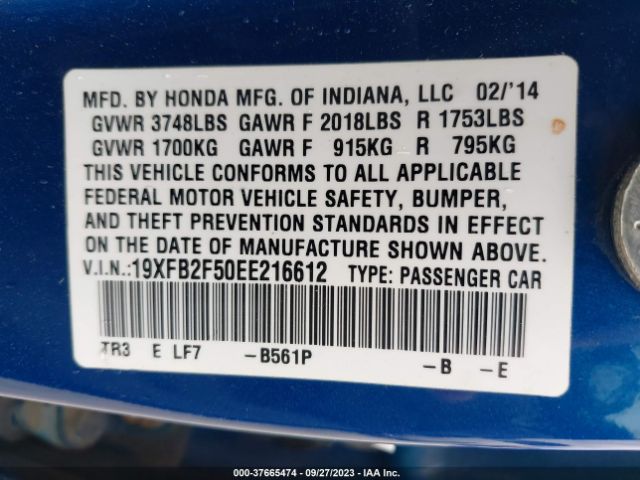 MFD. BY HONDA MFG. OF INDIANA, LLC 02/'14
GVWR 3748LBS GAWR F 2018LBS R 1753LBS
GVWR 1700KG GAWR F 915KG R 795KG
THIS VEHICLE CONFORMS TO ALL APPLICABLE
FEDERAL MOTOR VEHICLE SAFETY, BUMPER,
AND THEFT PREVENTION STANDARDS IN EFFECT
ON THE DATE OF MANUFACTURE SHOWN ABOVE.
V.I.N.:19XFB2F50EE216612 TYPE: PASSENGER CAR
TR3 E LF7 -B561P -B -E
000-37665474 | 09/27/2023 | IAA Inc.